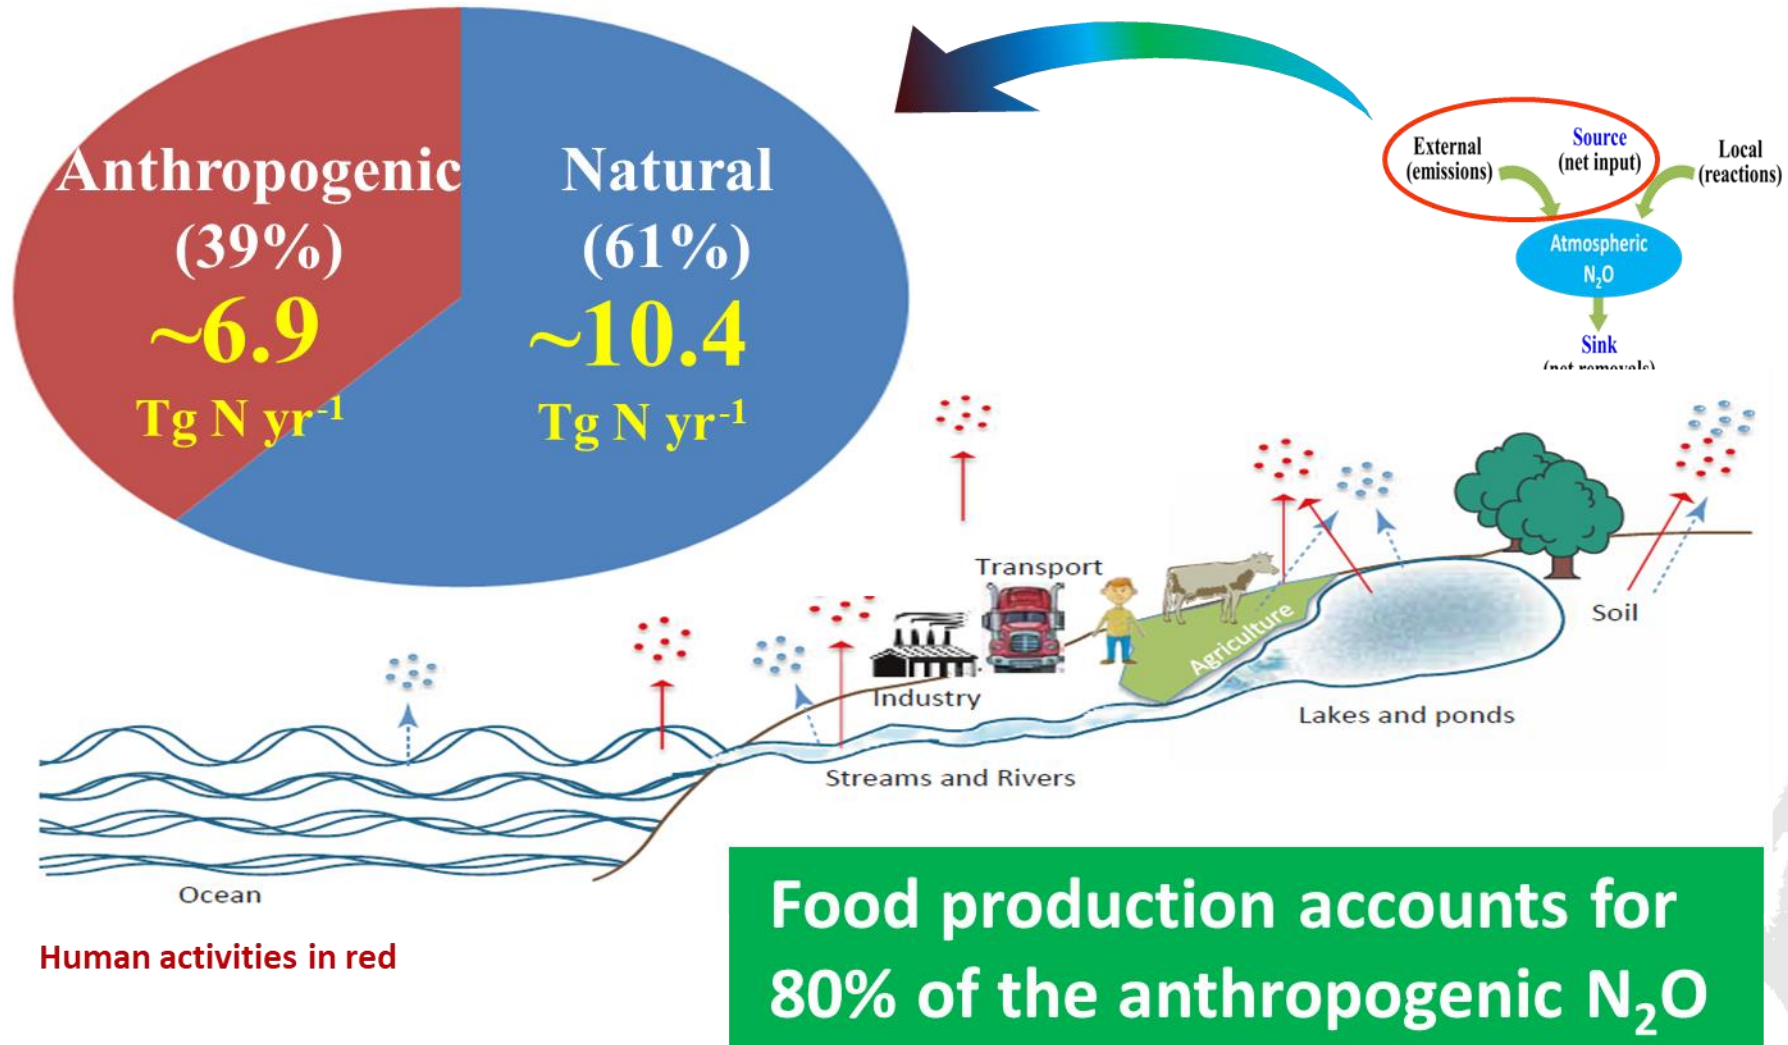 Anthropogenic
(39%)
~6.9
Tg N yr⁻¹
Natural
(61%)
~10.4
Tg N yr⁻¹
External
(emissions)
Source
(net input)
Local
(reactions)
Atmospheric
N₂O
Sink
(net removals)
Transport
Industry
Agriculture
Soil
Lakes and ponds
Streams and Rivers
Ocean
Human activities in red
Food production accounts for
80% of the anthropogenic N₂O